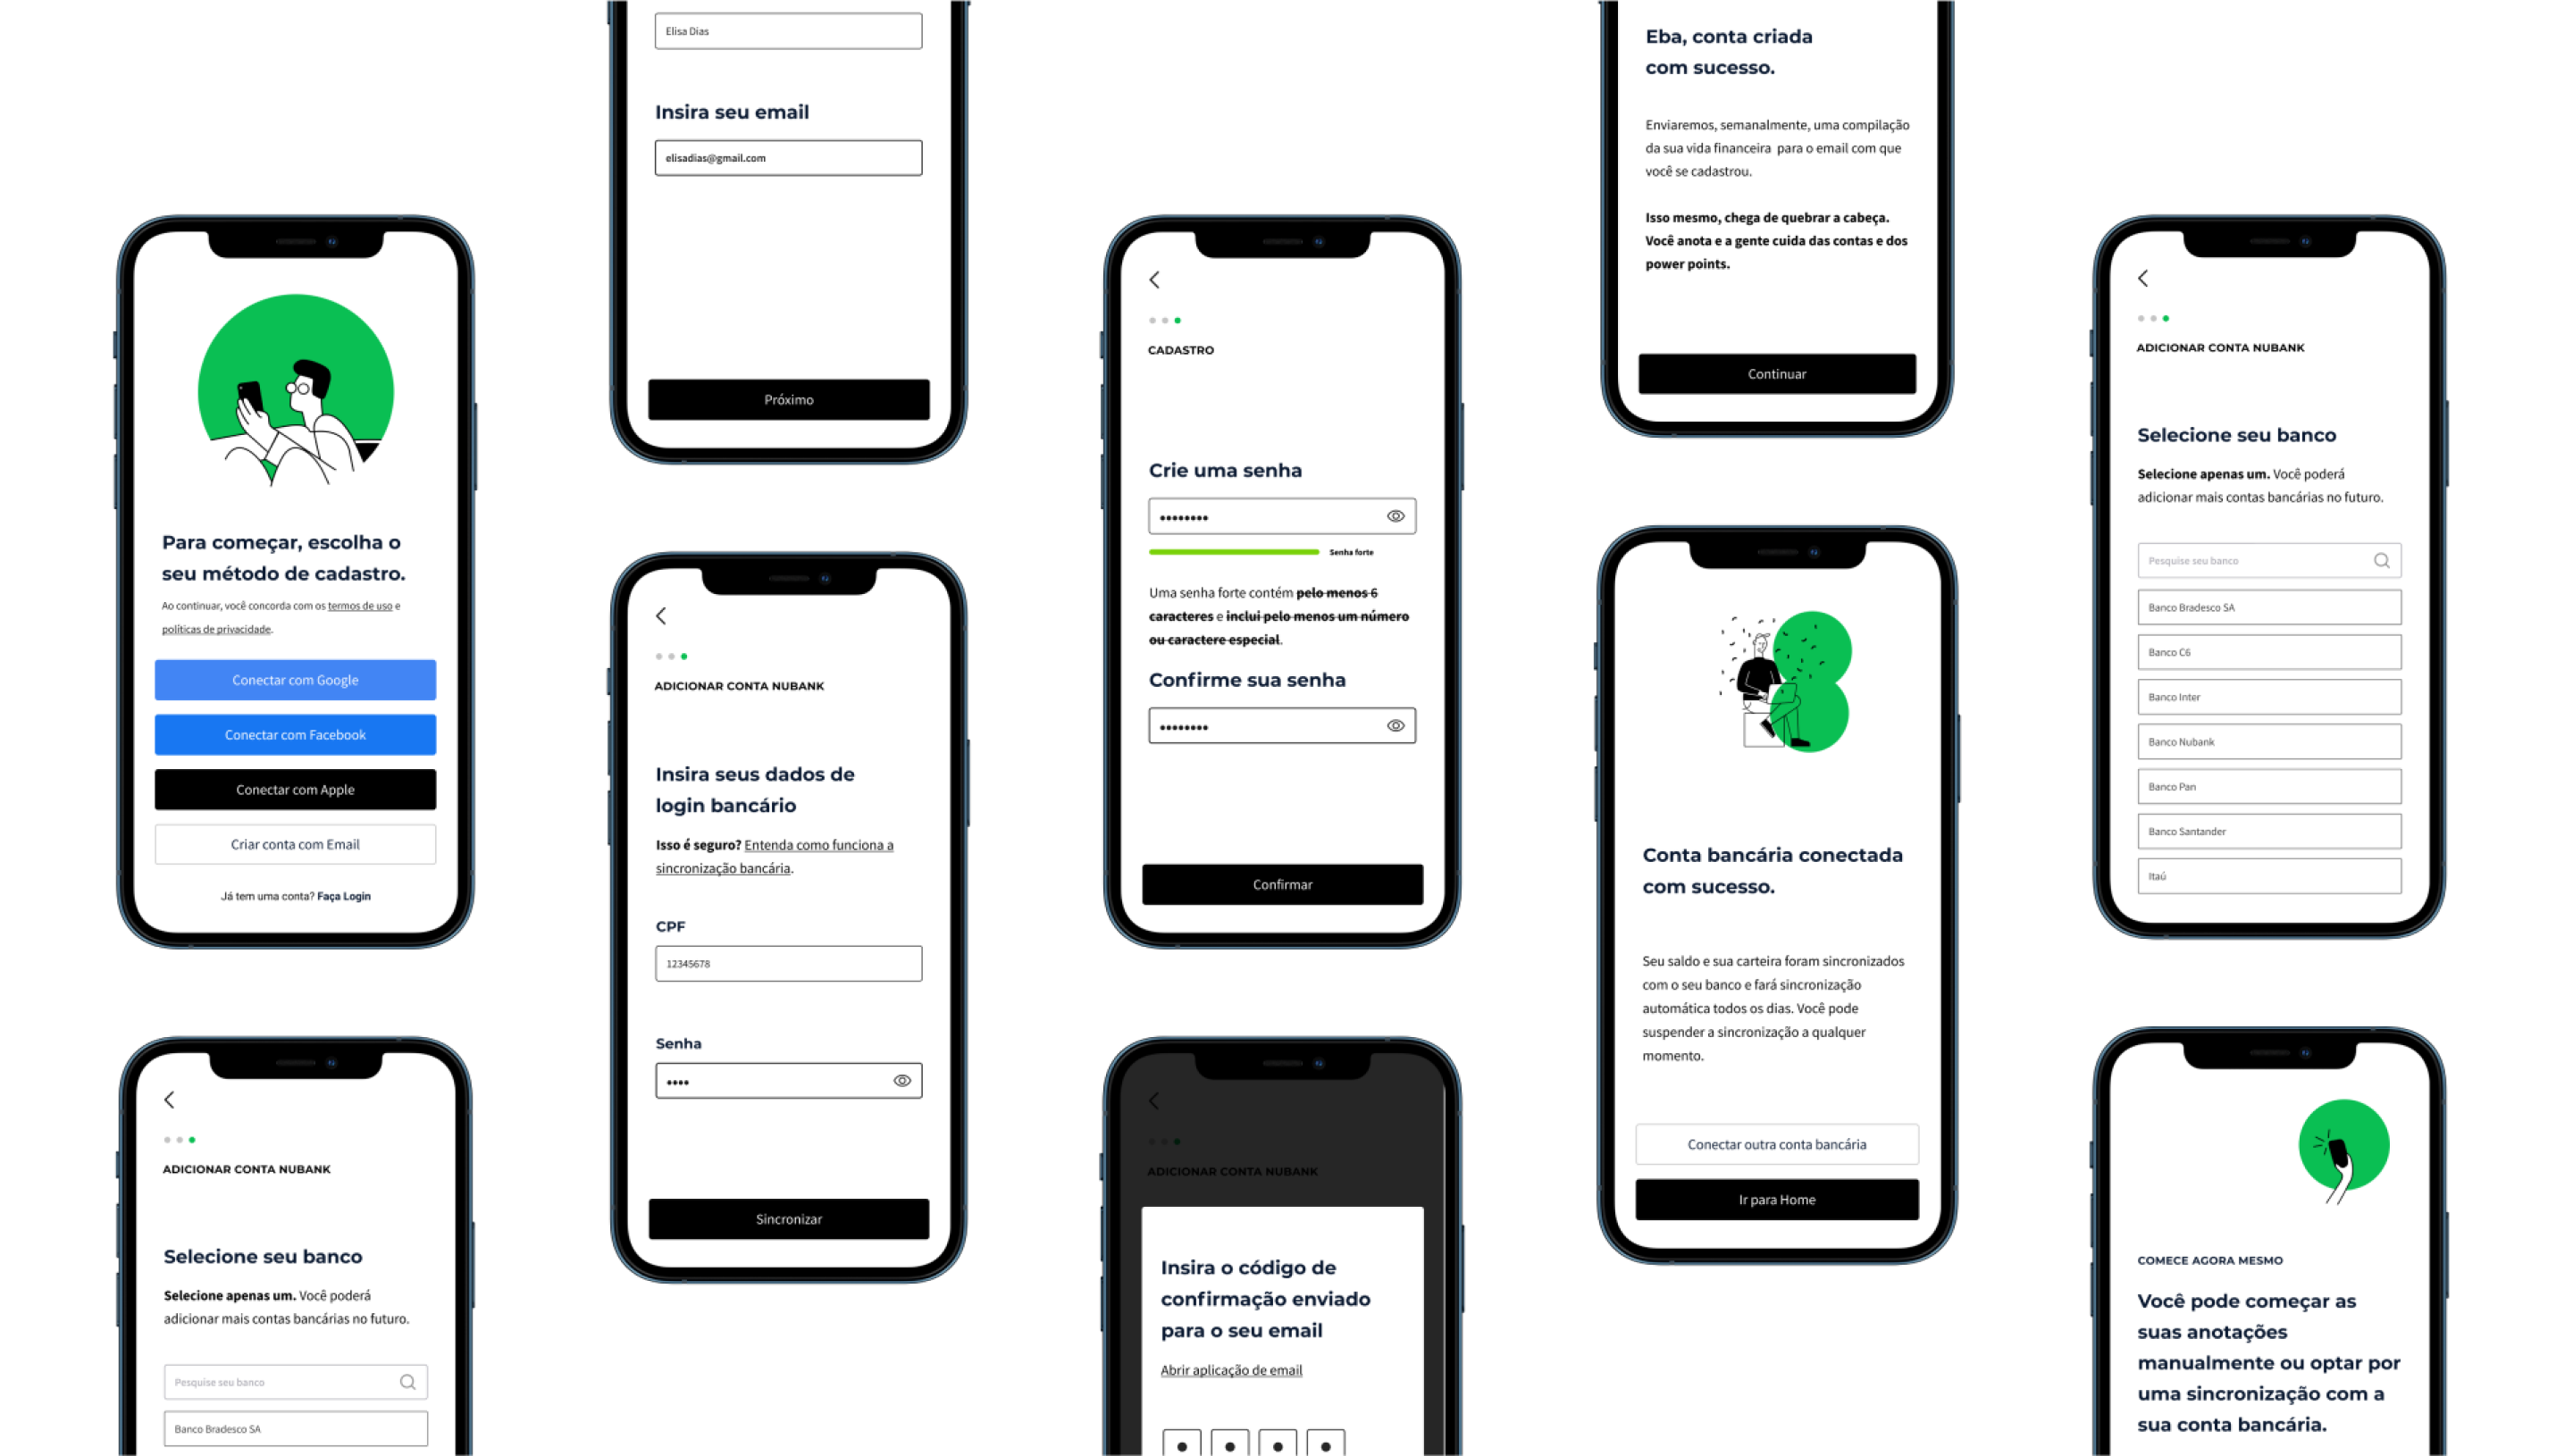 Para começar, escolha o
seu método de cadastro.
Ao continuar, você concorda com os termos de uso e
políticas de privacidade.
Conectar com Google
Conectar com Facebook
Conectar com Apple
Criar conta com Email
Já tem uma conta? Faça Login
ADICIONAR CONTA NUBANK
Selecione seu banco
Selecione apenas um. Você poderá
adicionar mais contas bancárias no futuro.
Pesquise seu banco
Banco Bradesco SA
Elisa Dias
Insira seu email
elisadias@gmail.com
Próximo
ADICIONAR CONTA NUBANK
Insira seus dados de
login bancário
Isso é seguro? Entenda como funciona a
sincronização bancária.
CPF
12345678
Senha
••••
Sincronizar
CADASTRO
Crie uma senha
••••••••
Senha forte
Uma senha forte contém pelo menos 6
caracteres e inclui pelo menos um número
ou caractere especial.
Confirme sua senha
••••••••
Confirmar
ADICIONAR CONTA NUBANK
Insira o código de
confirmação enviado
para o seu email
Abrir aplicação de email
Eba, conta criada
com sucesso.
Enviaremos, semanalmente, uma compilação
da sua vida financeira para o email com que
você se cadastrou.
Isso mesmo, chega de quebrar a cabeça.
Você anota e a gente cuida das contas e dos
power points.
Continuar
Conta bancária conectada
com sucesso.
Seu saldo e sua carteira foram sincronizados
com o seu banco e fará sincronização
automática todos os dias. Você pode
suspender a sincronização a qualquer
momento.
Conectar outra conta bancária
Ir para Home
ADICIONAR CONTA NUBANK
Selecione seu banco
Selecione apenas um. Você poderá
adicionar mais contas bancárias no futuro.
Pesquise seu banco
Banco Bradesco SA
Banco C6
Banco Inter
Banco Nubank
Banco Pan
Banco Santander
Itaú
COMECE AGORA MESMO
Você pode começar as
suas anotações
manualmente ou optar por
uma sincronização com a
sua conta bancária.